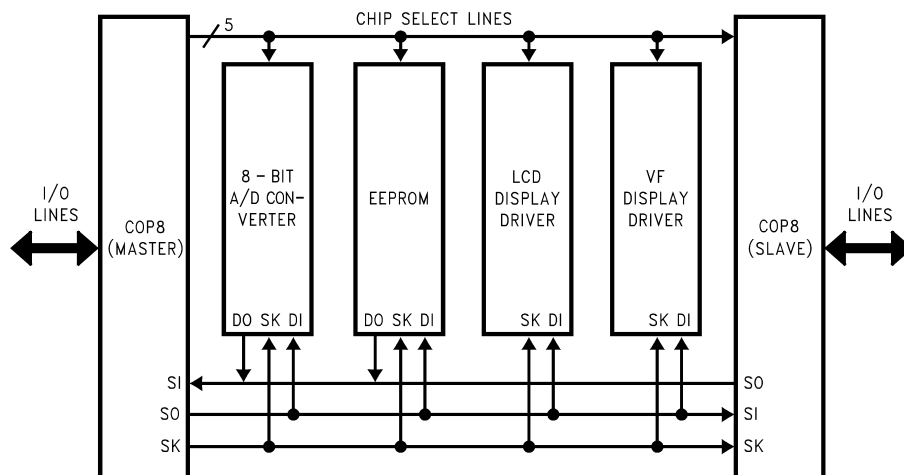 CHIP SELECT LINES
5
I/O
LINES
COP8
(MASTER)
8 – BIT
A/D CON–
VERTER
EEPROM
LCD
DISPLAY
DRIVER
VF
DISPLAY
DRIVER
COP8
(SLAVE)
I/O
LINES
DO SK DI
DO SK DI
SK DI
SK DI
SI
SO
SO
SI
SK
SK